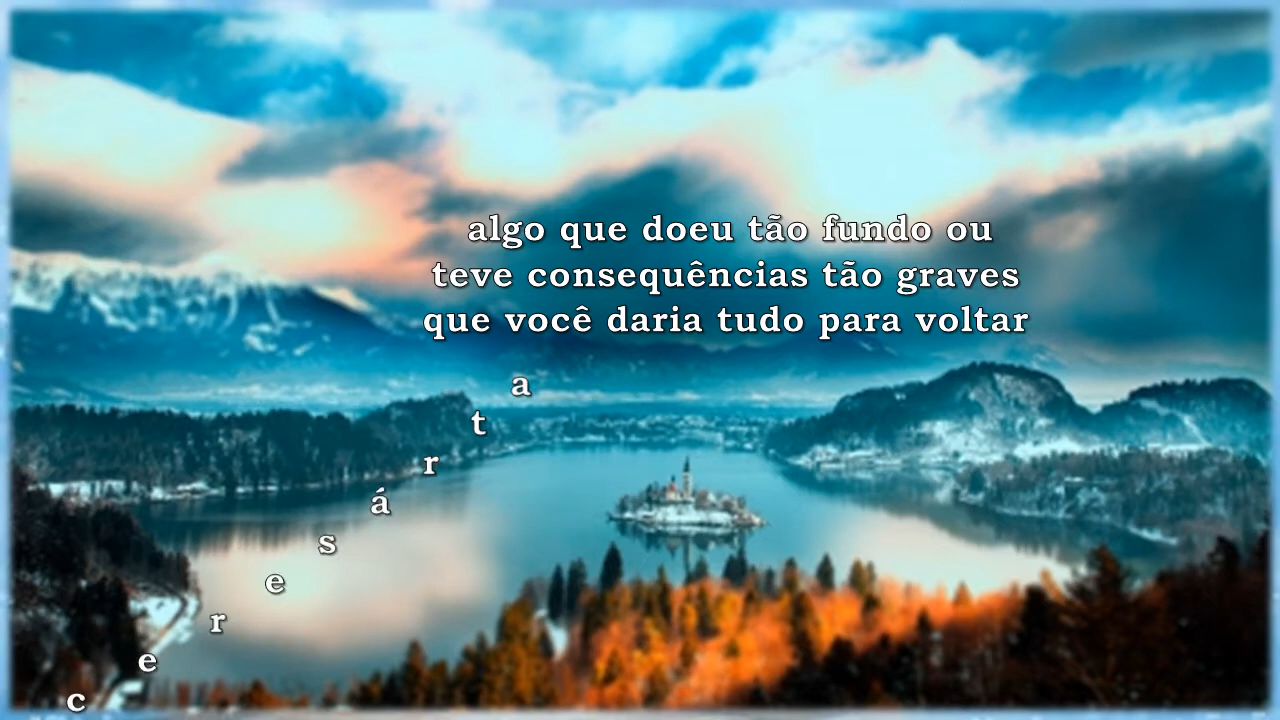 algo que doeu tão fundo ou
teve consequências tão graves
que você daria tudo para voltar
a t r á s e r e c